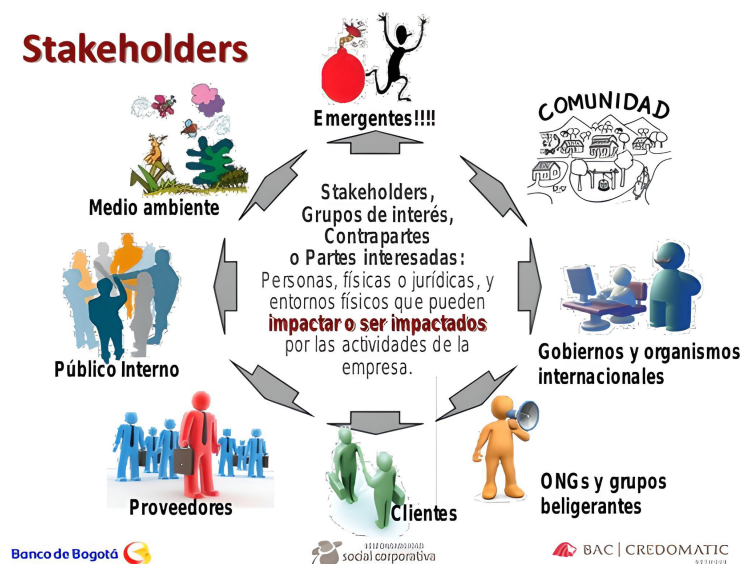 Stakeholders
Emergentes!!!!
COMUNIDAD
Medio ambiente
Stakeholders,
Grupos de interés,
Contrapartes
o Partes interesadas:
Personas, físicas o jurídicas, y
entornos físicos que pueden
impactar o ser impactados
por las actividades de la
empresa.
Público Interno
Gobiernos y organismos
internacionales
Proveedores
Clientes
ONGs y grupos
beligerantes
Banco de Bogotá
social corporativa
BAC | CREDOMATIC